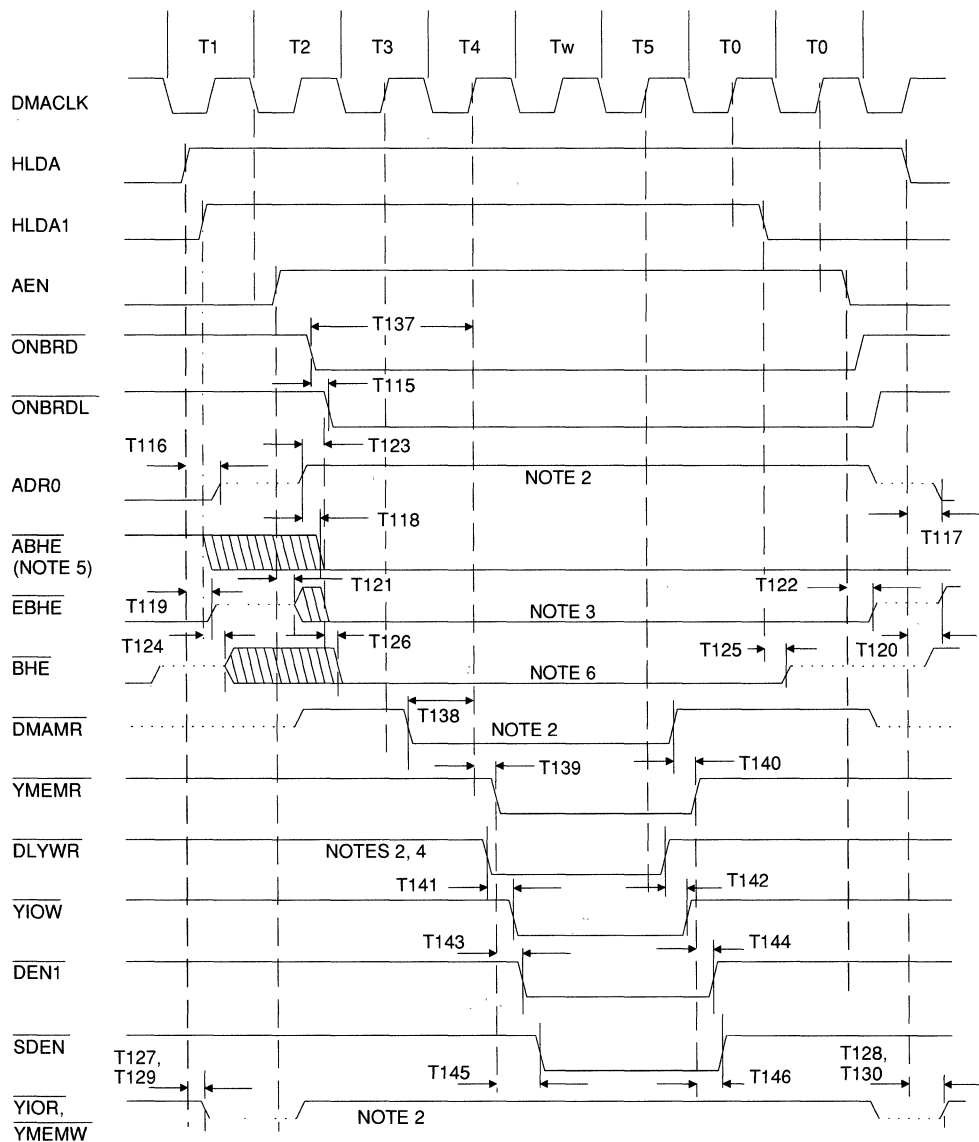 T1 T2 T3 T4 Tw T5 T0 T0
DMACLK
HLDA
HLDA1
AEN
T137
ONBRD
T115
ONBRDL
T116
T123
ADR0
NOTE 2
T118
T117
ABHE
(NOTE 5)
T121
T122
T119
EBHE
NOTE 3
T124
T126
T125
T120
BHE
NOTE 6
T138
DMAMR
NOTE 2
T139
T140
YMEMR
DLYWR
NOTES 2, 4
T141
T142
YIOW
T143
T144
DEN1
SDEN
T127,
T129
T145
T146
T128,
T130
YIOR,
YMEMW
NOTE 2